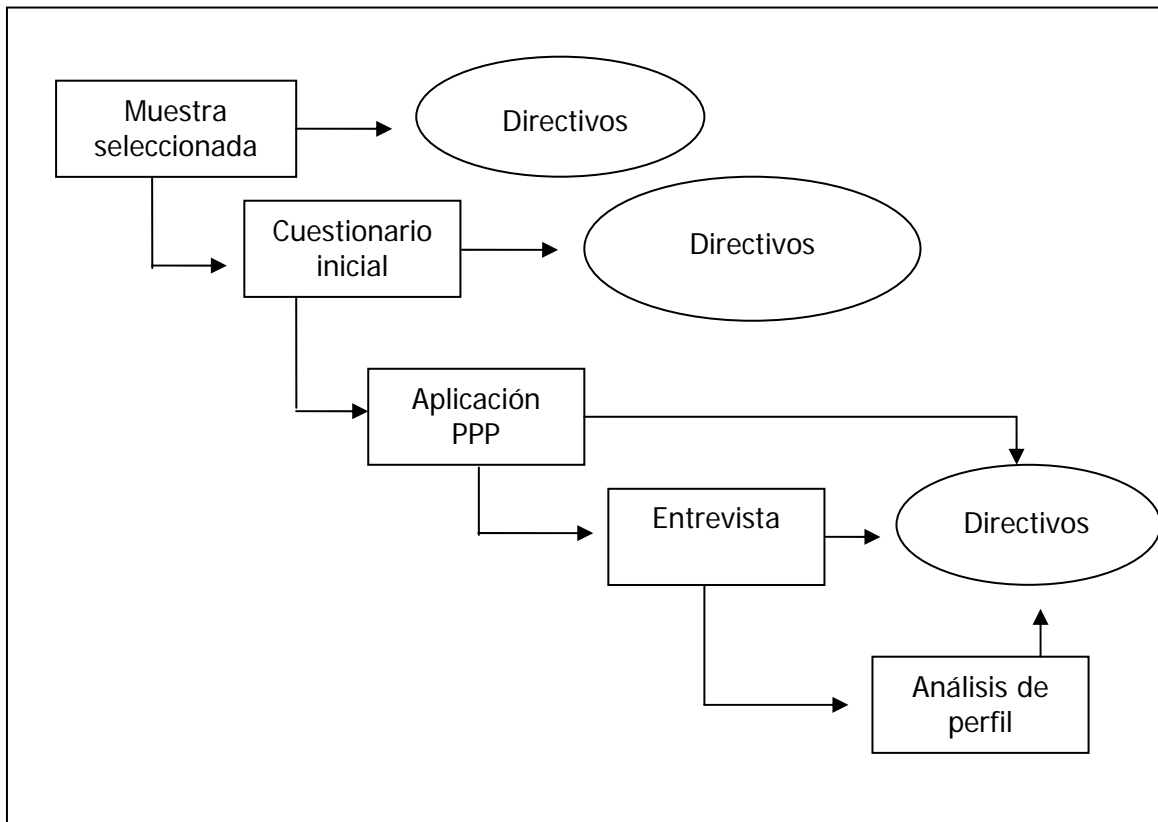 Muestra
seleccionada
Directivos
Cuestionario
inicial
Directivos
Aplicación
PPP
Entrevista
Directivos
Análisis de
perfil